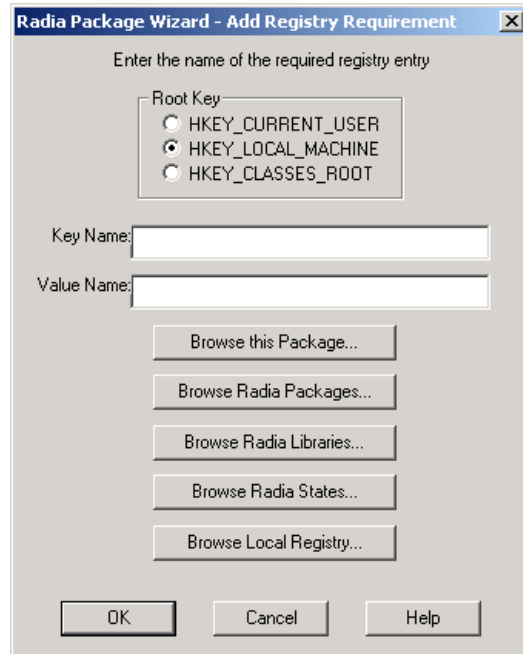 Radia Package Wizard - Add Registry Requirement
Enter the name of the required registry entry
Root Key
HKEY_CURRENT_USER
HKEY_LOCAL_MACHINE
HKEY_CLASSES_ROOT
Key Name:
Value Name:
Browse this Package...
Browse Radia Packages...
Browse Radia Libraries...
Browse Radia States...
Browse Local Registry...
OK Cancel Help